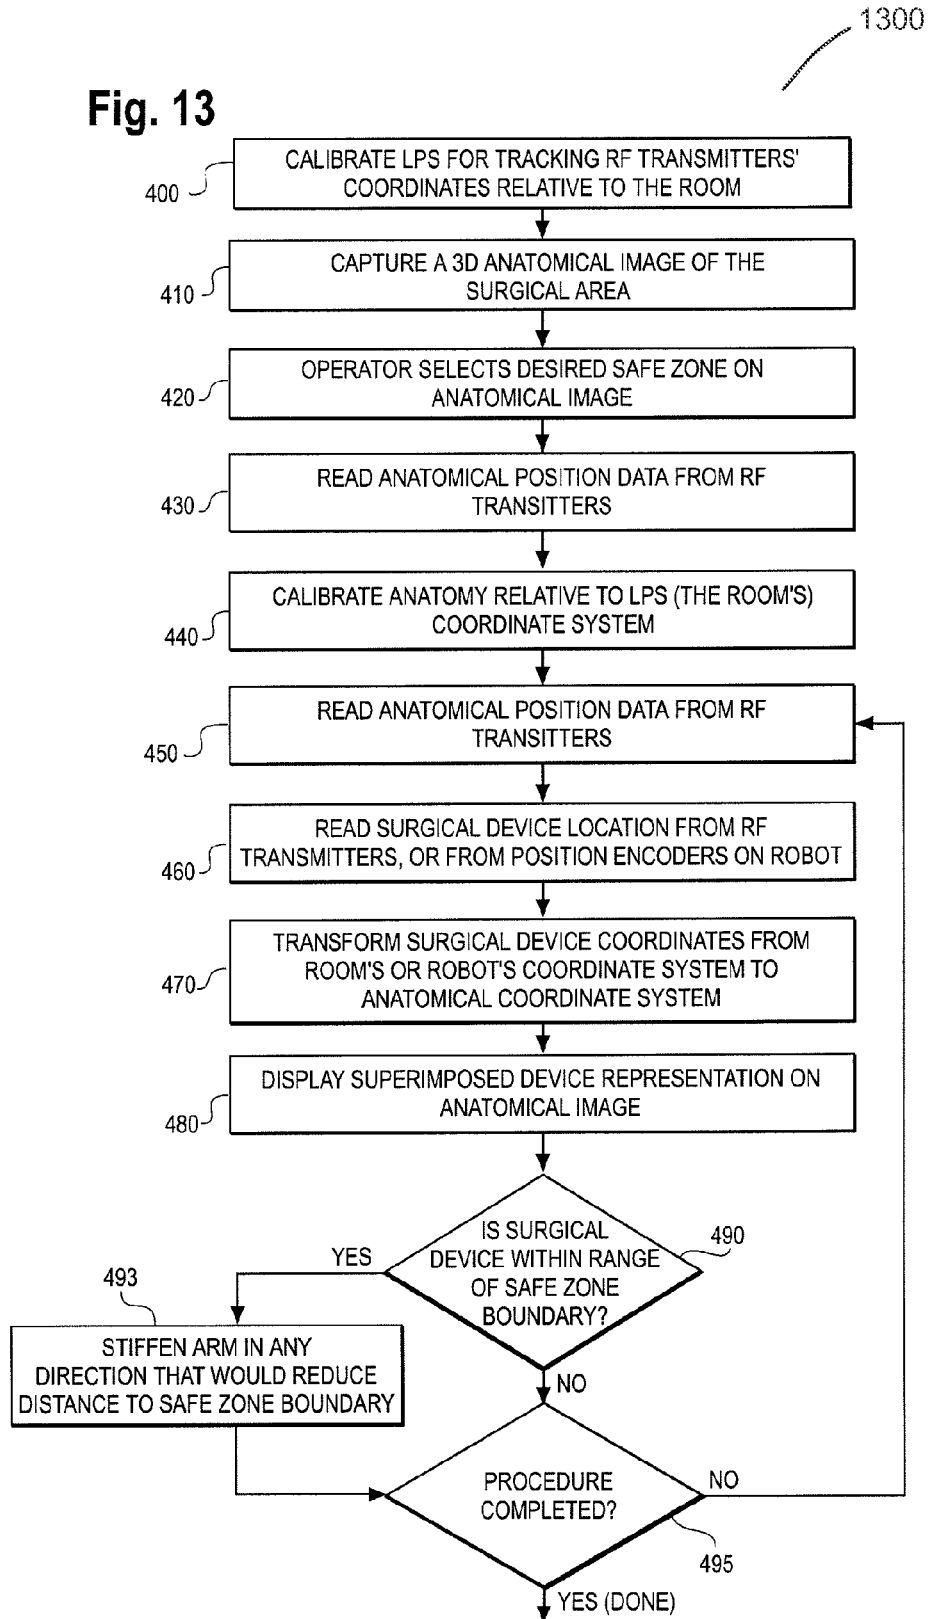 1300
Fig. 13
CALIBRATE LPS FOR TRACKING RF TRANSMITTERS'
COORDINATES RELATIVE TO THE ROOM
400
CAPTURE A 3D ANATOMICAL IMAGE OF THE
SURGICAL AREA
410
OPERATOR SELECTS DESIRED SAFE ZONE ON
ANATOMICAL IMAGE
420
READ ANATOMICAL POSITION DATA FROM RF
TRANSITTERS
430
CALIBRATE ANATOMY RELATIVE TO LPS (THE ROOM'S)
COORDINATE SYSTEM
440
READ ANATOMICAL POSITION DATA FROM RF
TRANSITTERS
450
READ SURGICAL DEVICE LOCATION FROM RF
TRANSMITTERS, OR FROM POSITION ENCODERS ON ROBOT
460
TRANSFORM SURGICAL DEVICE COORDINATES FROM
ROOM'S OR ROBOT'S COORDINATE SYSTEM TO
ANATOMICAL COORDINATE SYSTEM
470
DISPLAY SUPERIMPOSED DEVICE REPRESENTATION ON
ANATOMICAL IMAGE
480
IS SURGICAL
DEVICE WITHIN RANGE
OF SAFE ZONE
BOUNDARY?
490
YES
493
STIFFEN ARM IN ANY
DIRECTION THAT WOULD REDUCE
DISTANCE TO SAFE ZONE BOUNDARY
NO
PROCEDURE
COMPLETED?
NO
495
YES (DONE)